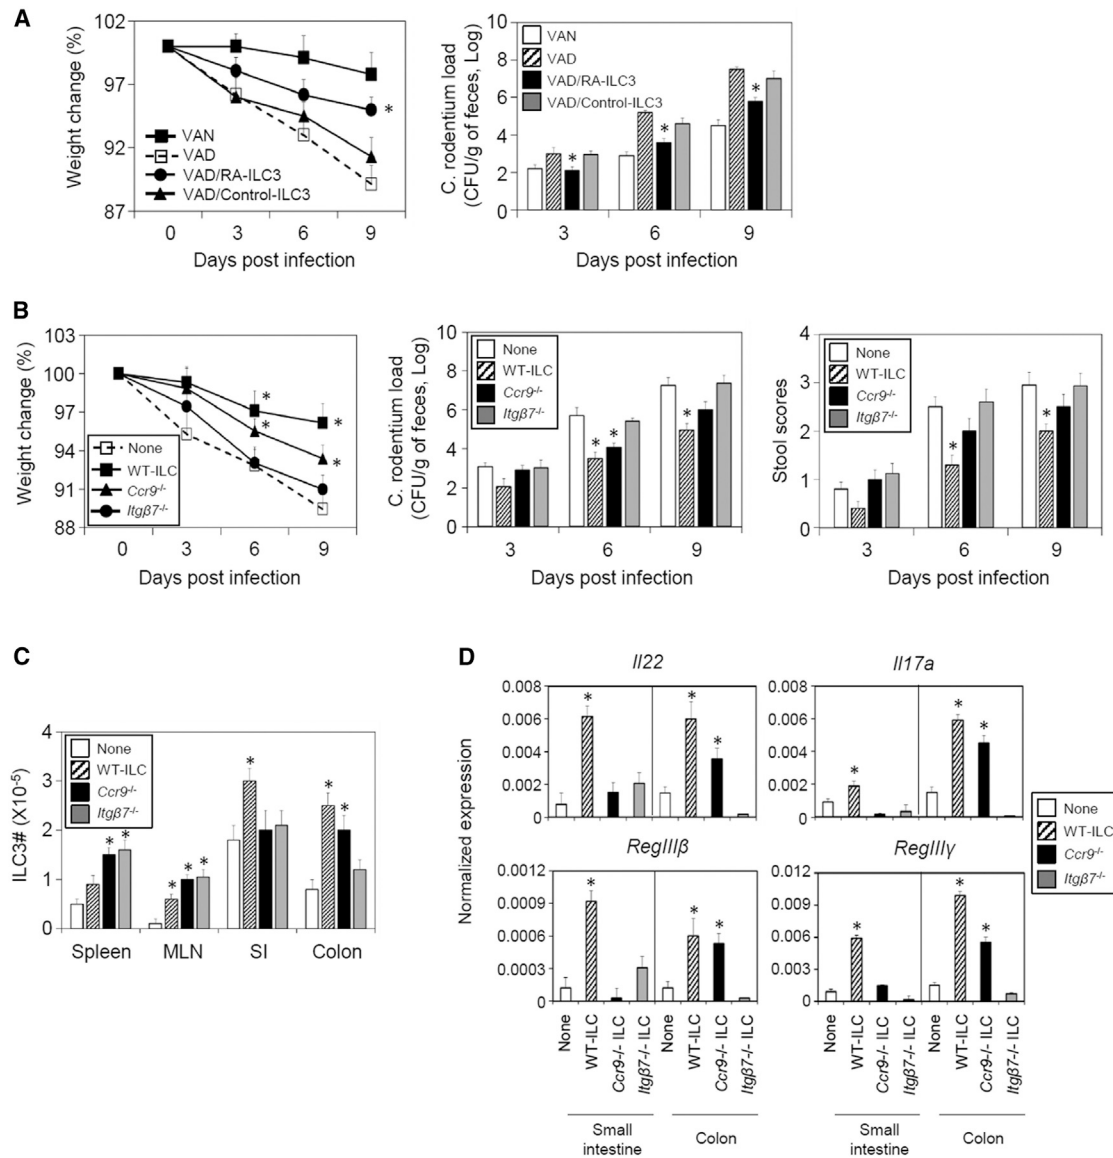 A
102
97
92
87
Weight change (%)
VAN
VAD
VAD/RA-ILC3
VAD/Control-ILC3
*
0 3 6 9
Days post infection
10
8
6
4
2
0
C. rodentium load
(CFU/g of feces, Log)
VAN
VAD
VAD/RA-ILC3
VAD/Control-ILC3
* * *
3 6 9
Days post infection
B
103
100
97
94
91
88
Weight change (%)
None
WT-ILC
Ccr9-/-
Itgβ7-/-
* *
* *
0 3 6 9
Days post infection
10
8
6
4
2
0
C. rodentium load
(CFU/g of feces, Log)
None
WT-ILC
Ccr9-/-
Itgβ7-/-
* * *
3 6 9
Days post infection
4
3
2
1
0
Stool scores
None
WT-ILC
Ccr9-/-
Itgβ7-/-
* *
3 6 9
Days post infection
C
4
3
2
1
0
ILC3# (X10-5)
None
WT-ILC
Ccr9-/-
Itgβ7-/-
* * * * * * * *
Spleen MLN SI Colon
D
Normalized expression
Il22
0.008
0.006
0.004
0.002
0
* * *
Il17a
0.008
0.006
0.004
0.002
0
* * *
RegIIIβ
0.0012
0.0009
0.0006
0.0003
0
* * *
RegIIIγ
0.012
0.009
0.006
0.003
0
* * *
None
WT-ILC
Ccr9-/-
Itgβ7-/-
None
WT-ILC
Ccr9-/- ILC
Itgβ7-/- ILC
None
WT-ILC
Ccr9-/- ILC
Itgβ7-/- ILC
Small
intestine
Colon
None
WT-ILC
Ccr9-/- ILC
Itgβ7-/- ILC
None
WT-ILC
Ccr9-/- ILC
Itgβ7-/- ILC
Small
intestine
Colon